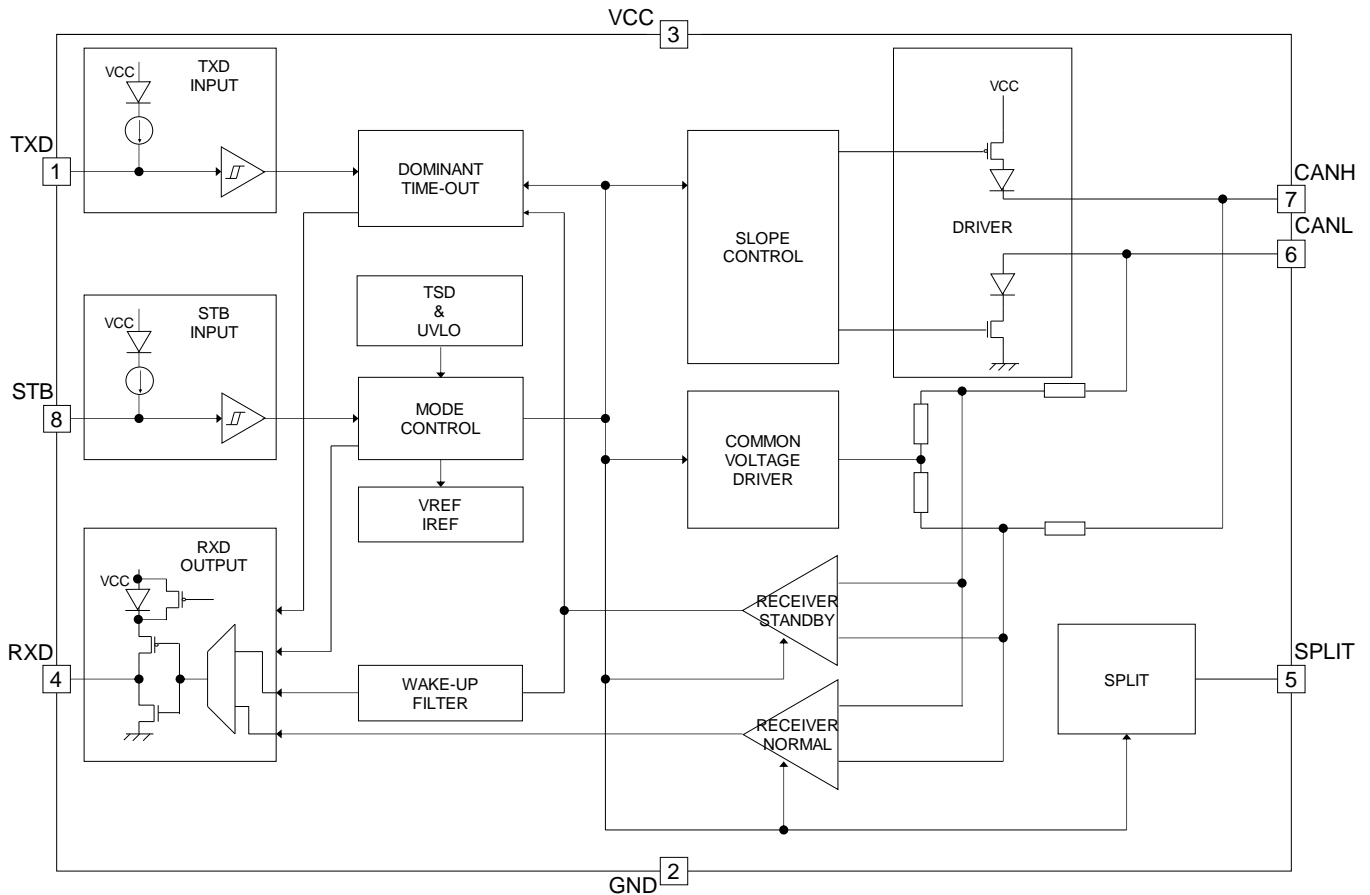 VCC
3
VCC
TXD
INPUT
TXD
1
DOMINANT
TIME-OUT
SLOPE
CONTROL
VCC
DRIVER
CANH
7
CANL
6
TSD
&
UVLO
VCC
STB
INPUT
STB
8
MODE
CONTROL
VREF
IREF
COMMON
VOLTAGE
DRIVER
RXD
OUTPUT
VCC
RXD
4
WAKE-UP
FILTER
RECEIVER
STANDBY
RECEIVER
NORMAL
SPLIT
SPLIT
5
2
GND